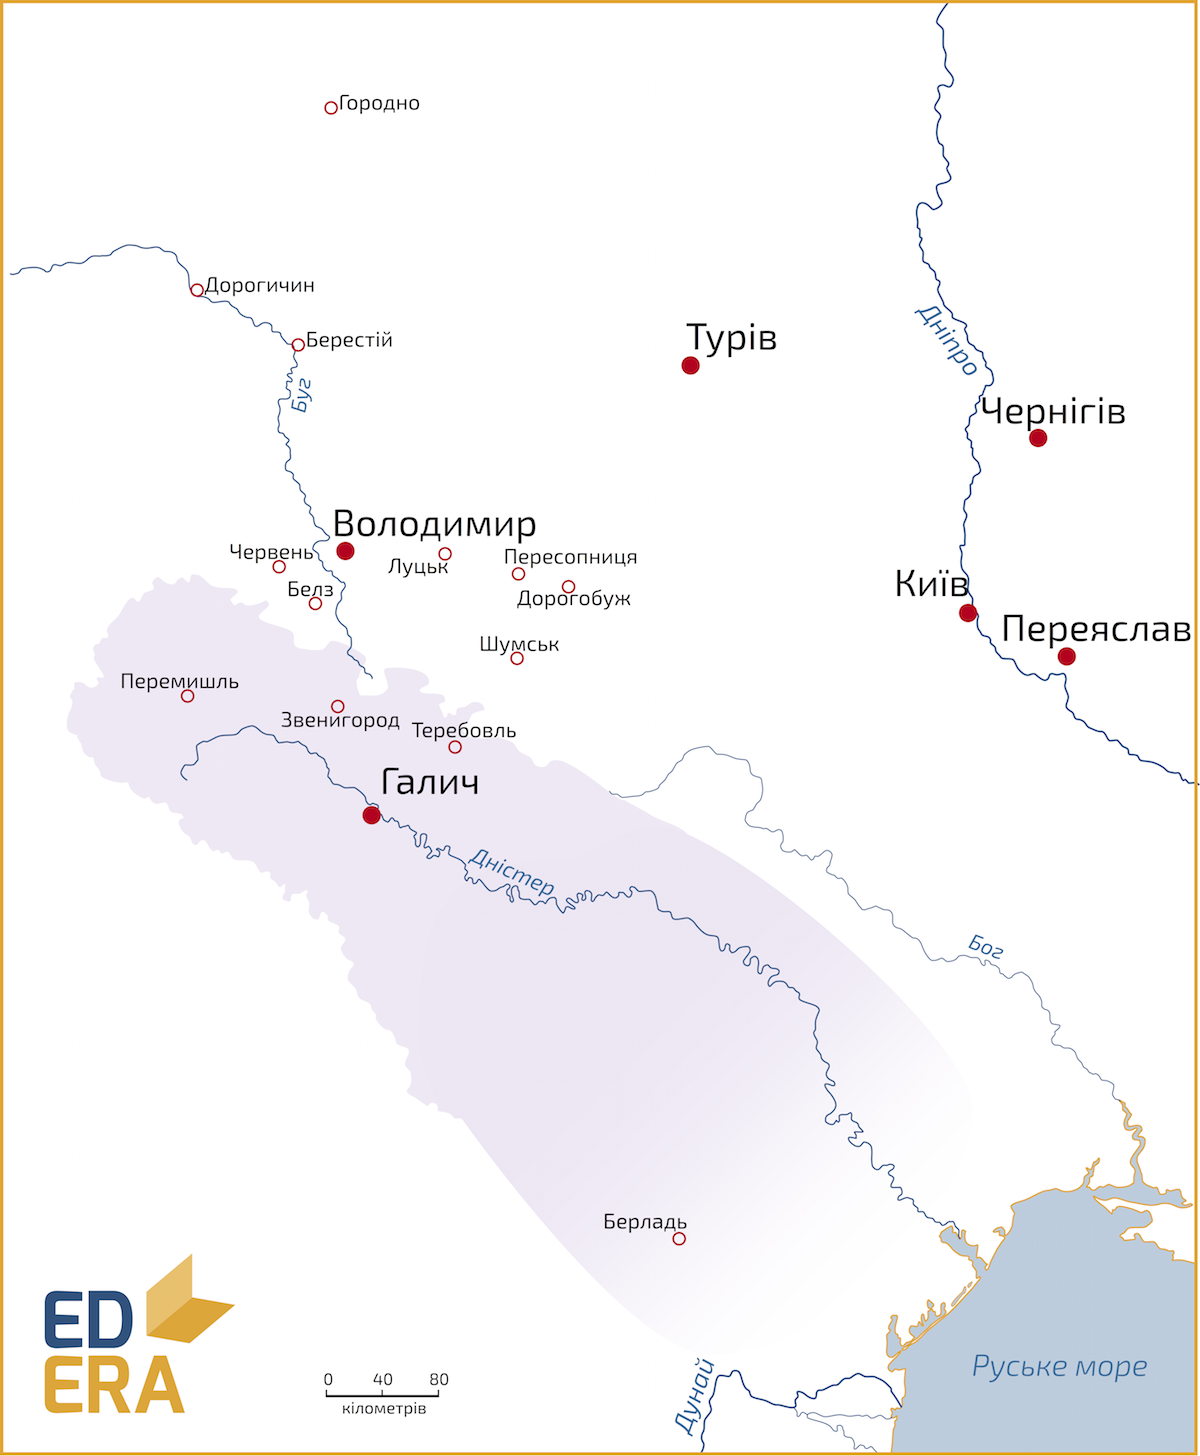 Городно
Дорогичин
Берестій
Буг
Турів
Дніпро
Чернігів
Володимир
Червень
Луцьк
Пересопниця
Белз
Дорогобуж
Київ
Переяслав
Шумськ
Перемишль
Звенигород
Теребовль
Галич
Дністер
Бог
Берладь
Руське море
Дунай
ED
ERA
0 40 80
кілометрів